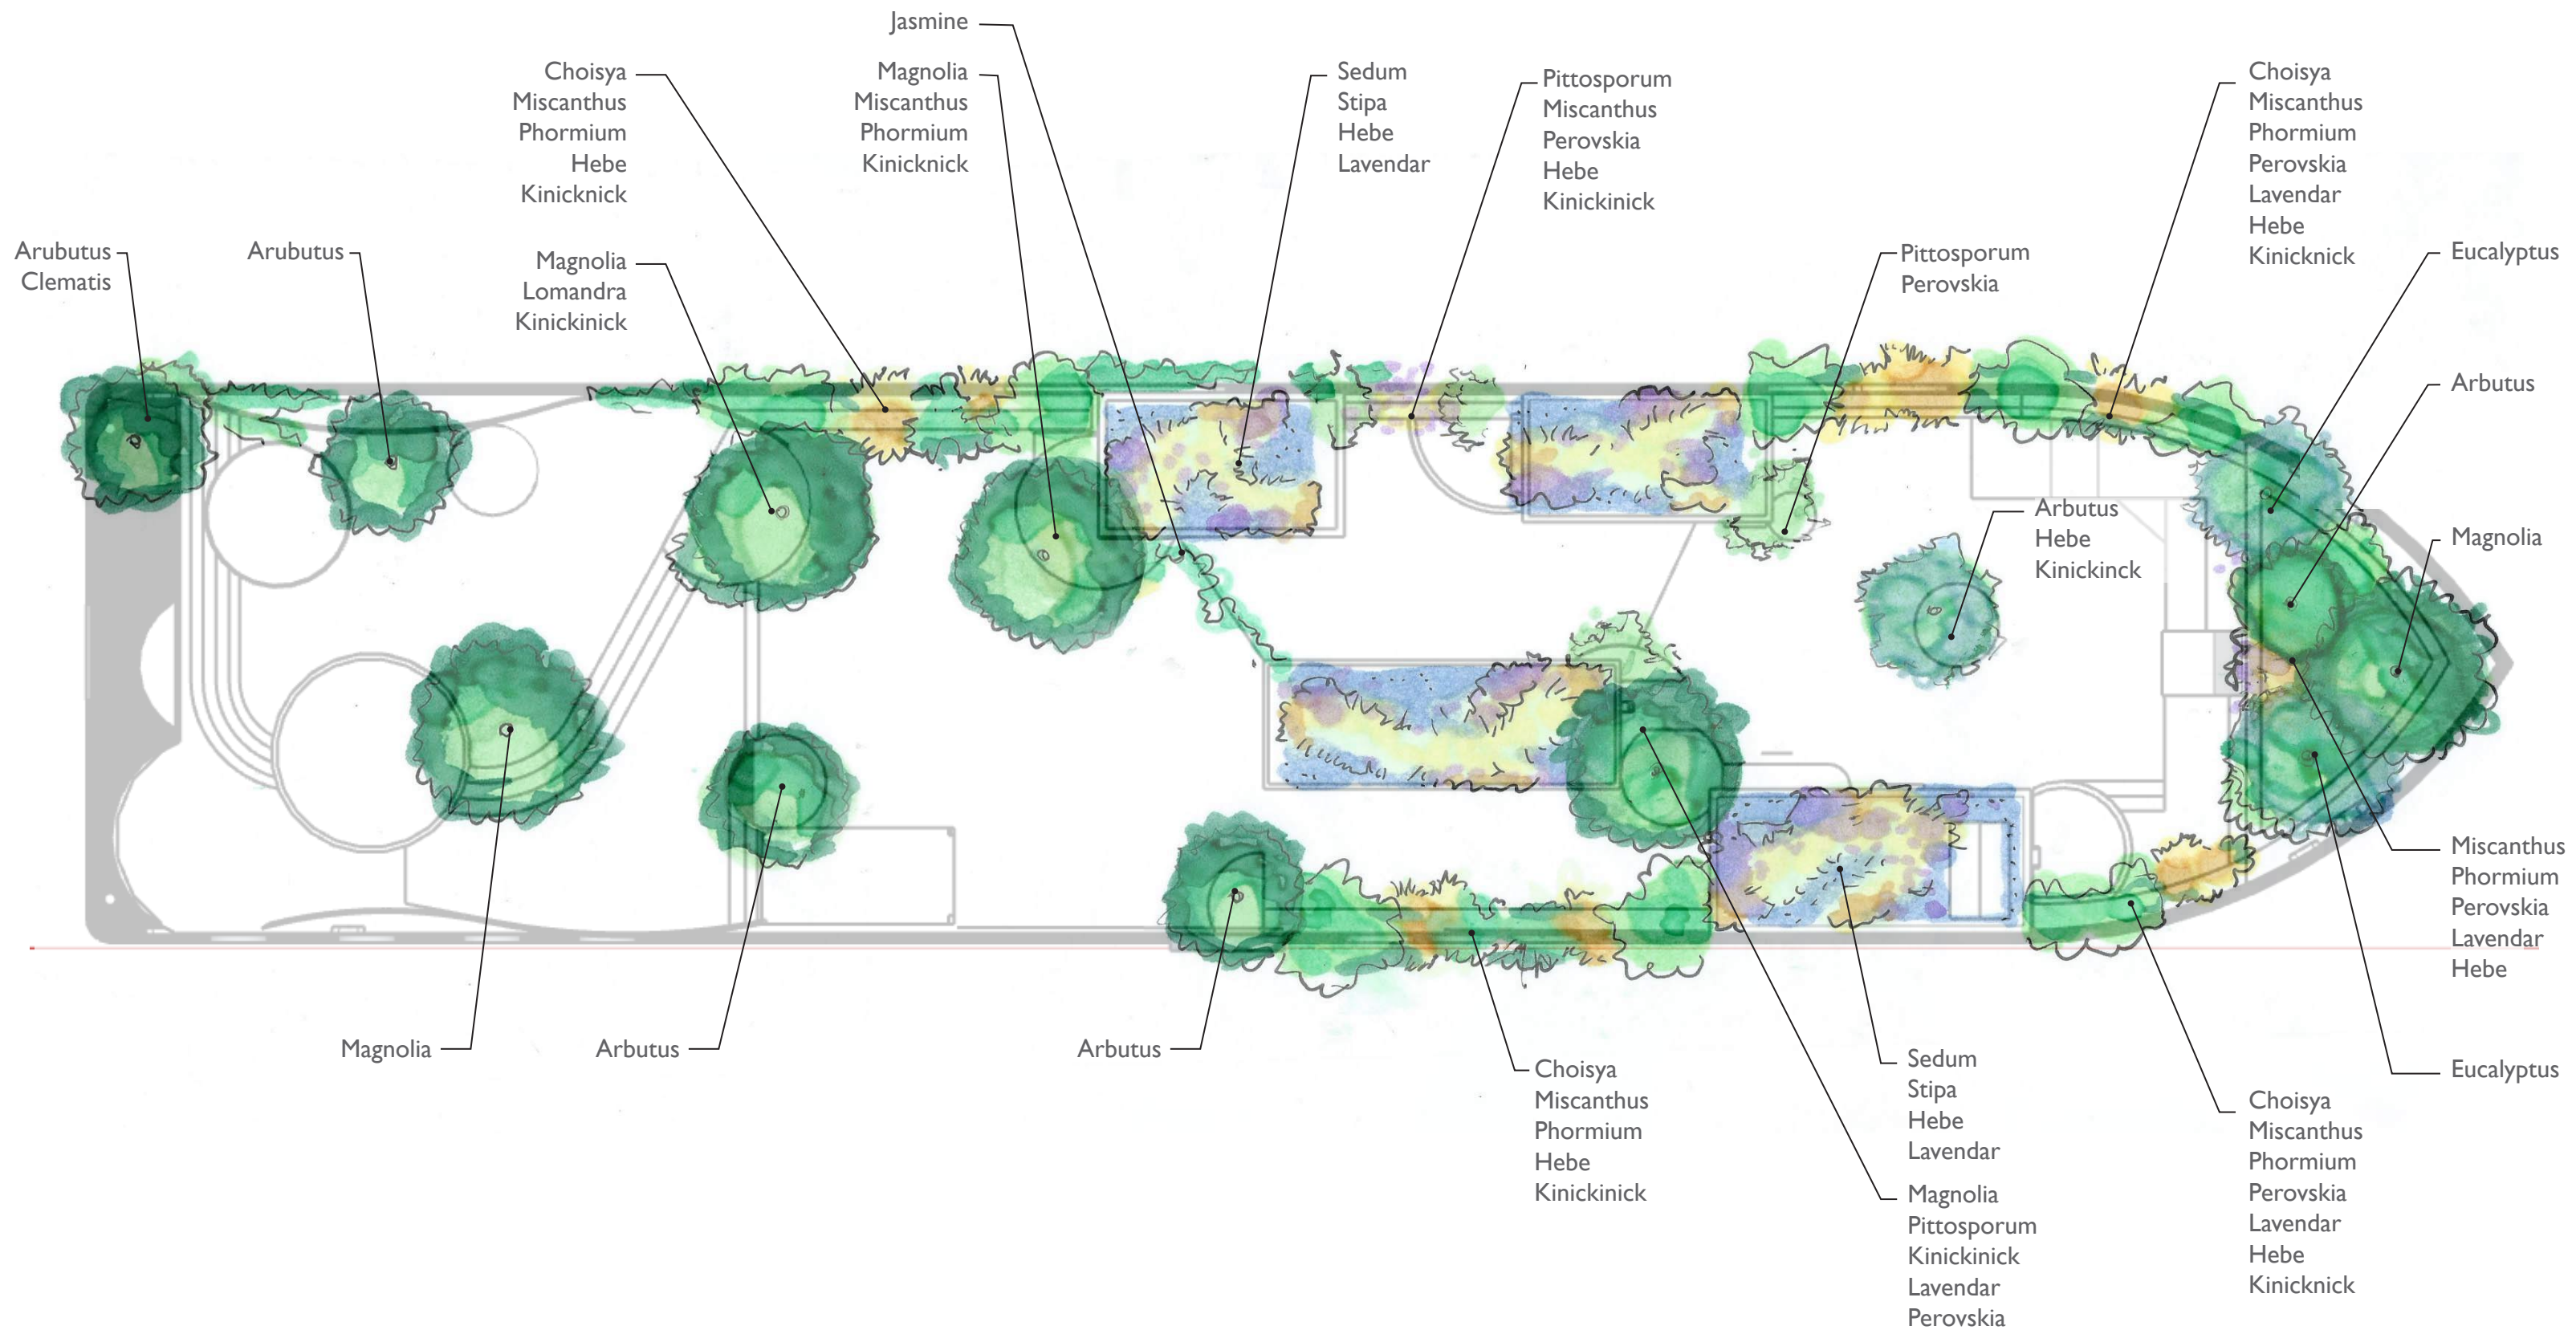 Jasmine
Choisya
Miscanthus
Phormium
Hebe
Kinicknick
Magnolia
Miscanthus
Phormium
Kinicknick
Sedum
Stipa
Hebe
Lavendar
Pittosporum
Miscanthus
Perovskia
Hebe
Kinickinick
Choisya
Miscanthus
Phormium
Perovskia
Lavendar
Hebe
Kinicknick
Arubutus
Clematis
Arubutus
Magnolia
Lomandra
Kinickinick
Pittosporum
Perovskia
Eucalyptus
Arbutus
Arbutus
Hebe
Kinickinck
Magnolia
Miscanthus
Phormium
Perovskia
Lavendar
Hebe
Magnolia
Arbutus
Arbutus
Choisya
Miscanthus
Phormium
Hebe
Kinickinick
Sedum
Stipa
Hebe
Lavendar
Magnolia
Pittosporum
Kinickinick
Lavendar
Perovskia
Eucalyptus
Choisya
Miscanthus
Phormium
Perovskia
Lavendar
Hebe
Kinicknick